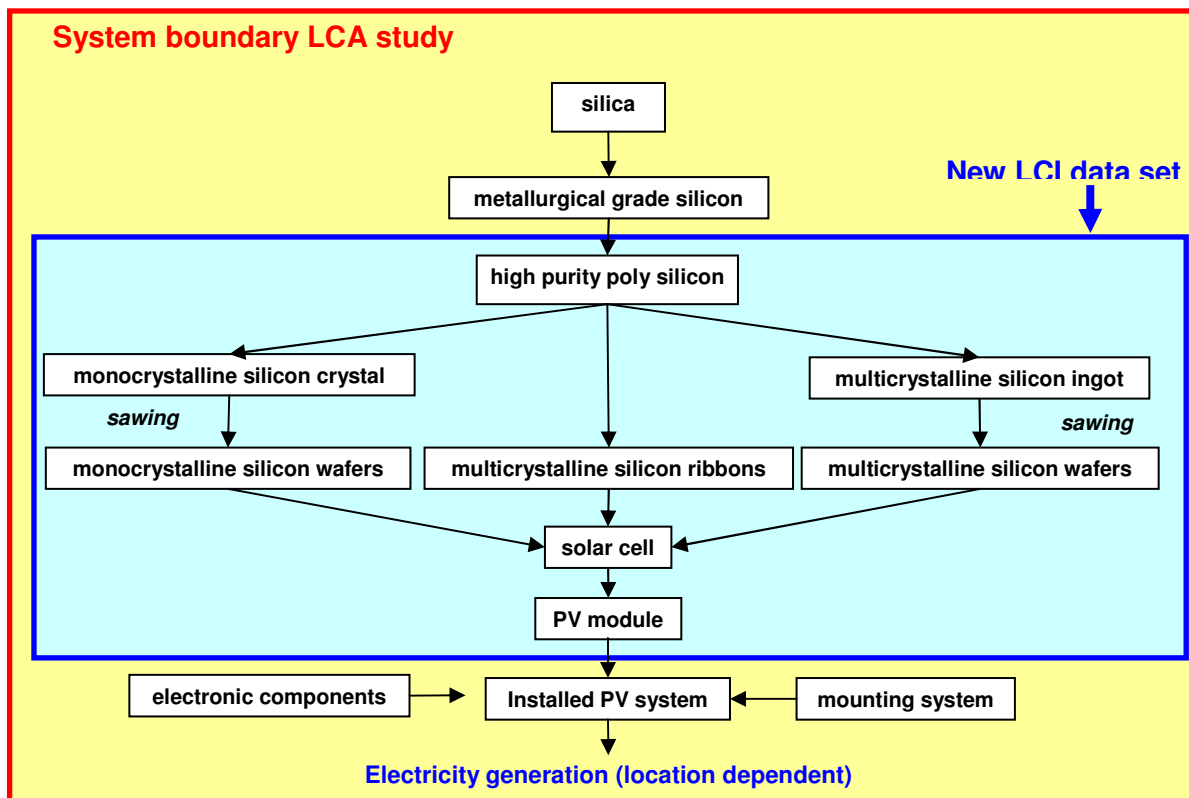 System boundary LCA study
silica
New LCI data set
metallurgical grade silicon
high purity poly silicon
monocrystalline silicon crystal
multicrystalline silicon ingot
sawing
sawing
monocrystalline silicon wafers
multicrystalline silicon ribbons
multicrystalline silicon wafers
solar cell
PV module
electronic components
Installed PV system
mounting system
Electricity generation (location dependent)